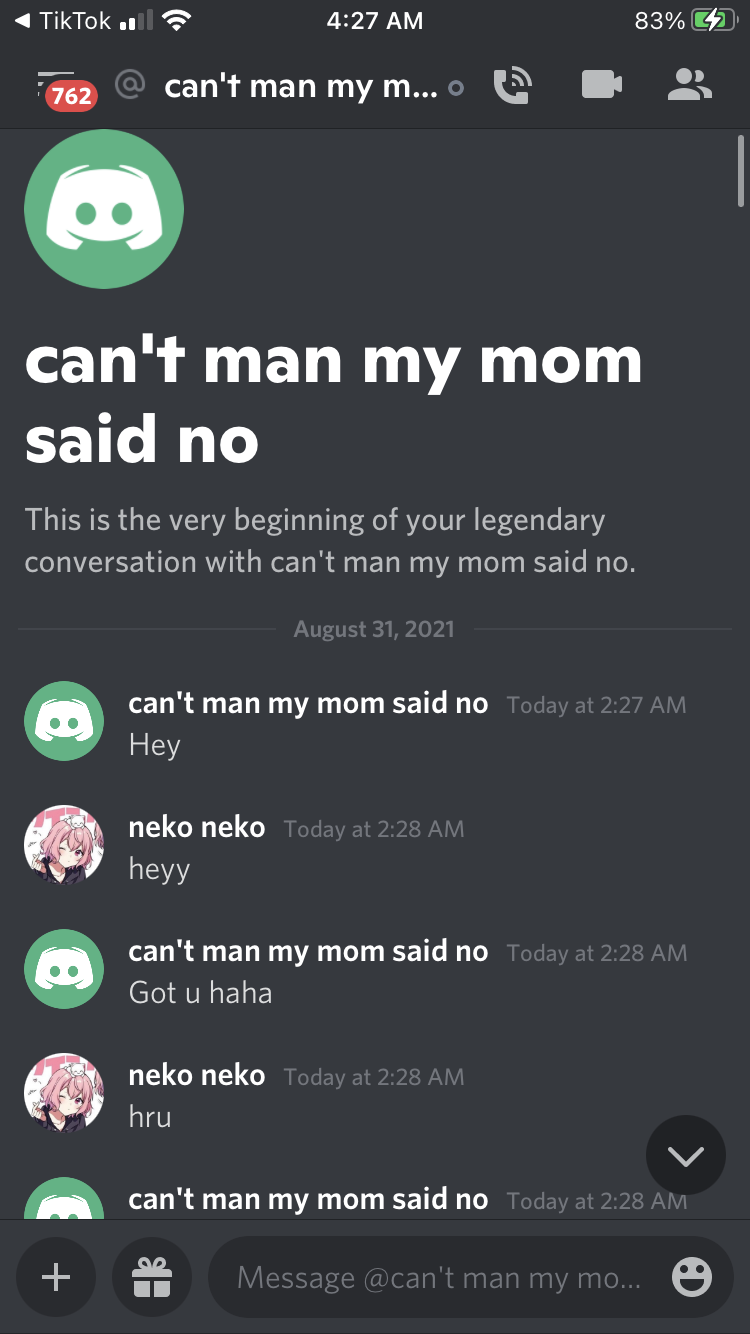 TikTok 4:27 AM 83%
762 @ can't man my m...
can't man my mom
said no
This is the very beginning of your legendary
conversation with can't man my mom said no.
August 31, 2021
can't man my mom said no Today at 2:27 AM
Hey
neko neko Today at 2:28 AM
heyy
can't man my mom said no Today at 2:28 AM
Got u haha
neko neko Today at 2:28 AM
hru
can't man my mom said no Today at 2:28 AM
Message @can't man my mo...